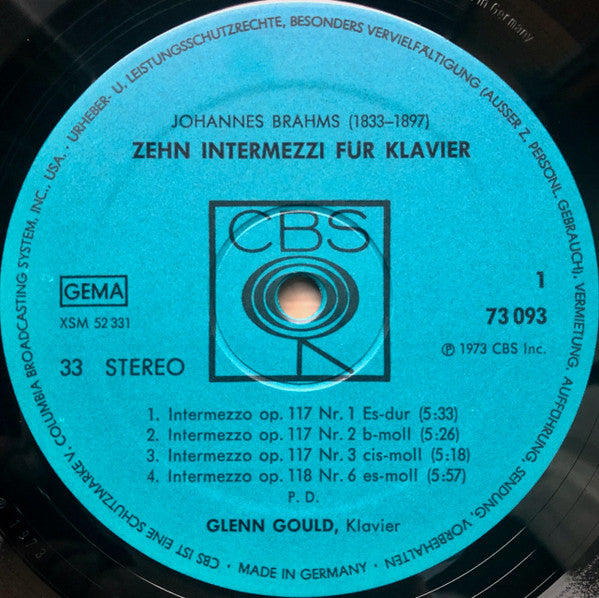 JOHANNES BRAHMS (1833–1897)
ZEHN INTERMEZZI FÜR KLAVIER
CBS
GEMA
XSM 52 331
33 STEREO
1
73 093
Ⓟ 1973 CBS Inc.
1. Intermezzo op. 117 Nr. 1 Es-dur (5:33)
2. Intermezzo op. 117 Nr. 2 b-moll (5:26)
3. Intermezzo op. 117 Nr. 3 cis-moll (5:18)
4. Intermezzo op. 118 Nr. 6 es-moll (5:57)
P. D.
GLENN GOULD, Klavier
CBS IST EINE SCHUTZMARKE V. COLUMBIA BROADCASTING SYSTEM, INC., USA. · URHEBER- U. LEISTUNGSSCHUTZRECHTE, BESONDERS VERVIELFÄLTIGUNG (AUSSER Z. PERSONL. GEBRAUCH), VERMIETUNG, AUFFÜHRUNG, SENDUNG, VORBEHALTEN
· MADE IN GERMANY ·
in Germany
1973